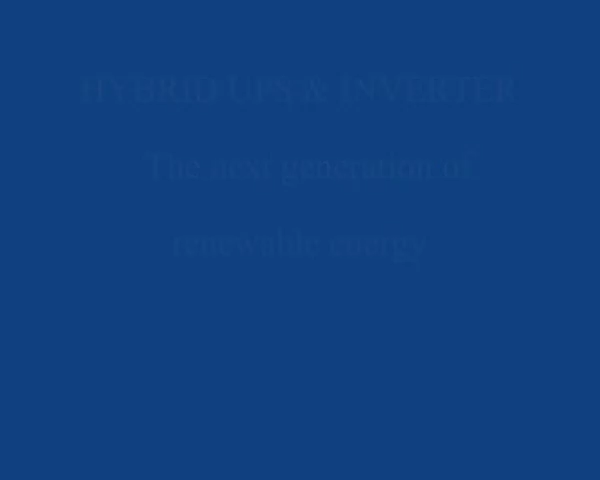 HYBRID UPS & INVERTER
The next generation of
renewable energy